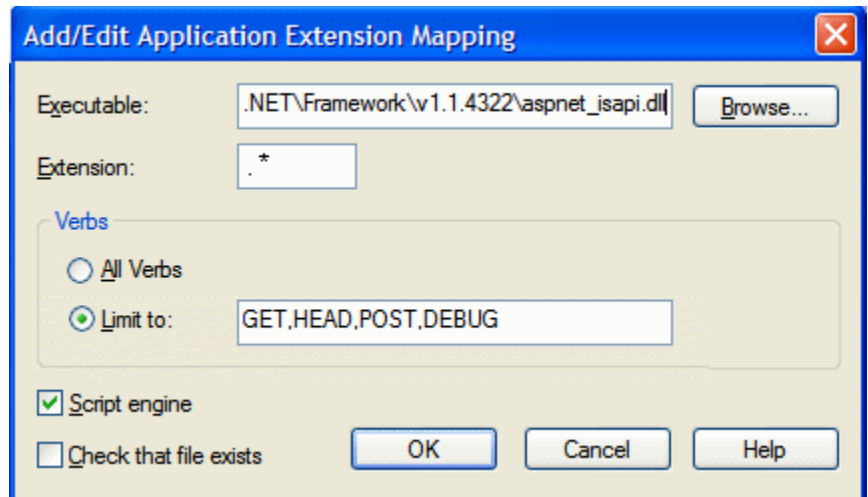 Add/Edit Application Extension Mapping
Executable: .NET\Framework\v1.1.4322\aspnet_isapi.dll Browse...
Extension: .*
Verbs
All Verbs
Limit to: GET,HEAD,POST,DEBUG
Script engine
Check that file exists OK Cancel Help